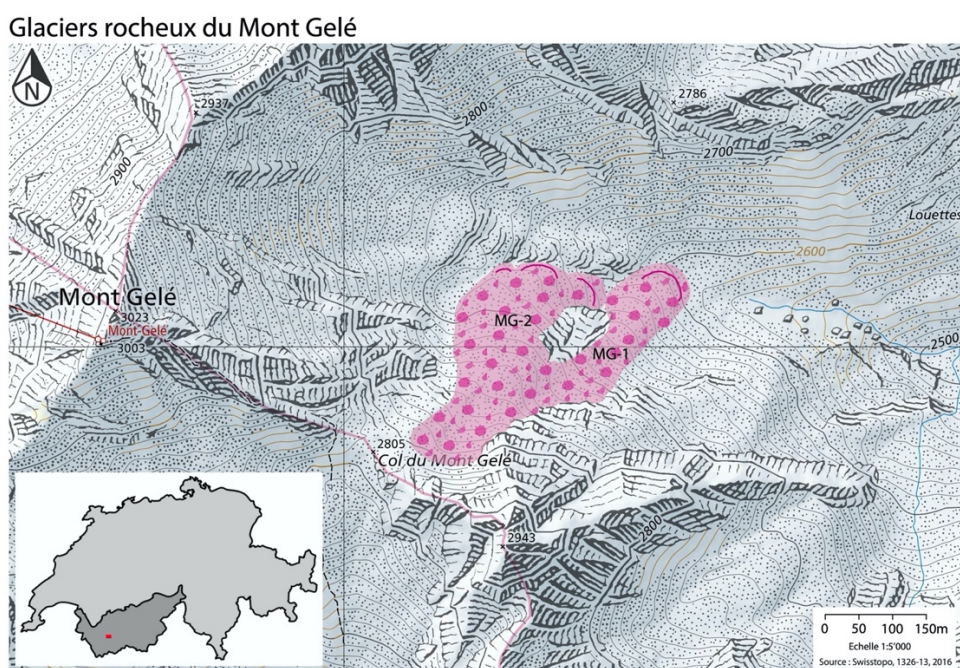 Glaciers rocheux du Mont Gelé
N
2937
2786
2800
2700
2900
Louettes
2600
Mont Gelé
3023
Mont-Gelé
3003
MG-2
MG-1
2500
2805
Col du Mont Gelé
2943
2800
0 50 100 150m
Echelle 1:5'000
Source : Swisstopo, 1326-13, 2016